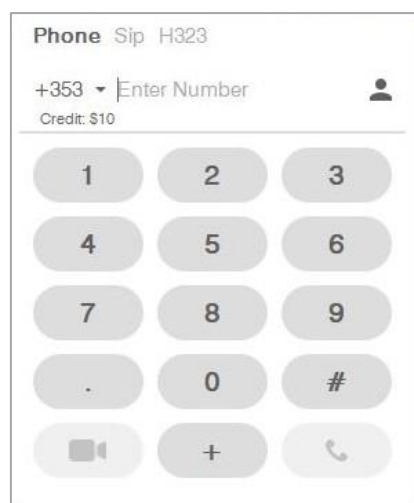 Phone Sip H323
+353 Enter Number
Credit: $10
1 2 3
4 5 6
7 8 9
. 0 #
+